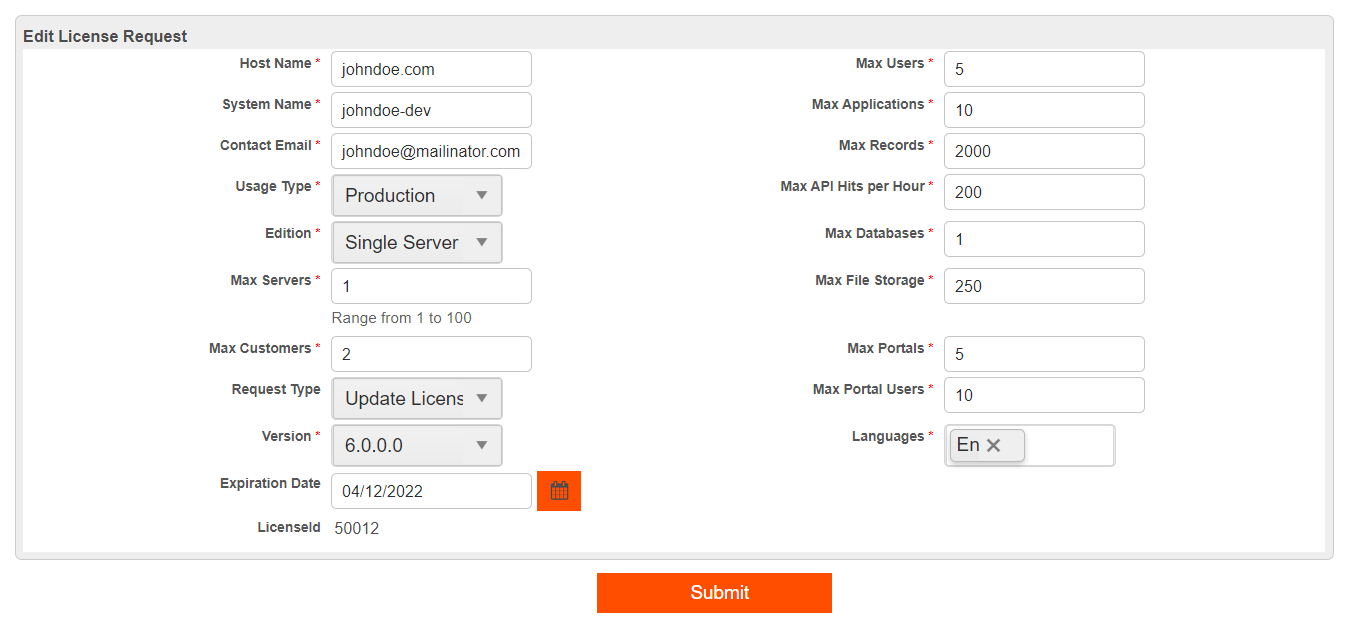 Edit License Request
Host Name * johndoe.com Max Users * 5
System Name * johndoe-dev Max Applications * 10
Contact Email * johndoe@mailinator.com Max Records * 2000
Usage Type * Production Max API Hits per Hour * 200
Edition * Single Server Max Databases * 1
Max Servers * 1 Max File Storage * 250
Range from 1 to 100
Max Customers * 2 Max Portals * 5
Request Type Update Licens Max Portal Users * 10
Version * 6.0.0.0 Languages * En
Expiration Date 04/12/2022
LicenseId 50012
Submit